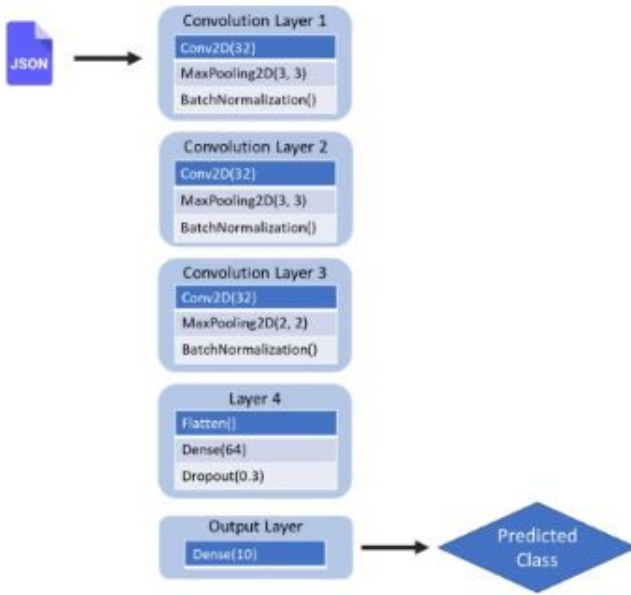 JSON
Convolution Layer 1
Conv2D(32)
MaxPooling2D(3, 3)
BatchNormalization()
Convolution Layer 2
Conv2D(32)
MaxPooling2D(3, 3)
BatchNormalization()
Convolution Layer 3
Conv2D(32)
MaxPooling2D(2, 2)
BatchNormalization()
Layer 4
Flatten()
Dense(64)
Dropout(0.3)
Output Layer
Dense(10)
Predicted
Class